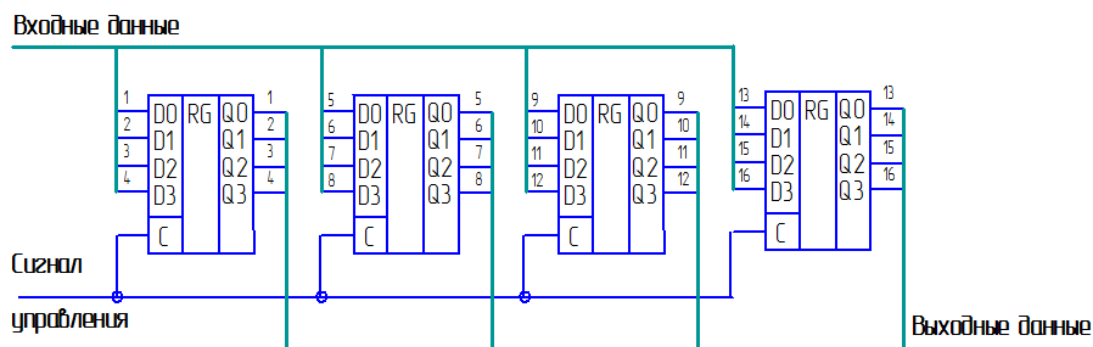 Входные данные
1 D0 RG Q0 1 5 D0 RG Q0 5 9 D0 RG Q0 9 13 D0 RG Q0 13
2 D1 Q1 2 6 D1 Q1 6 10 D1 Q1 10 14 D1 Q1 14
3 D2 Q2 3 7 D2 Q2 7 11 D2 Q2 11 15 D2 Q2 15
4 D3 Q3 4 8 D3 Q3 8 12 D3 Q3 12 16 D3 Q3 16
C C C C
Сигнал
управления
Выходные данные